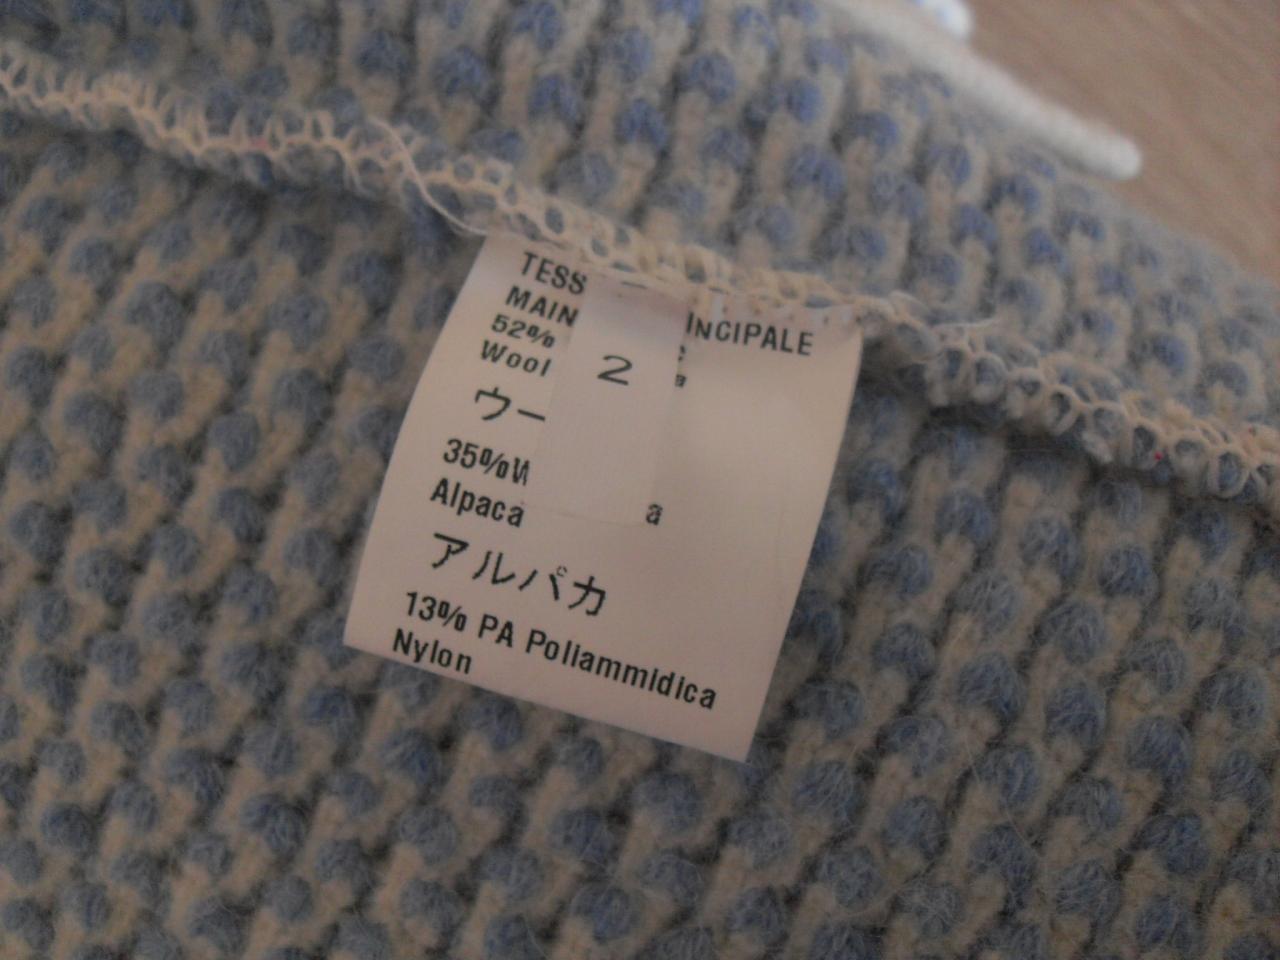 TESS INCIPALE
MAIN
52%
Wool a
2
ウー
35%W
Alpaca a
アルパカ
13% PA Poliammidica
Nylon